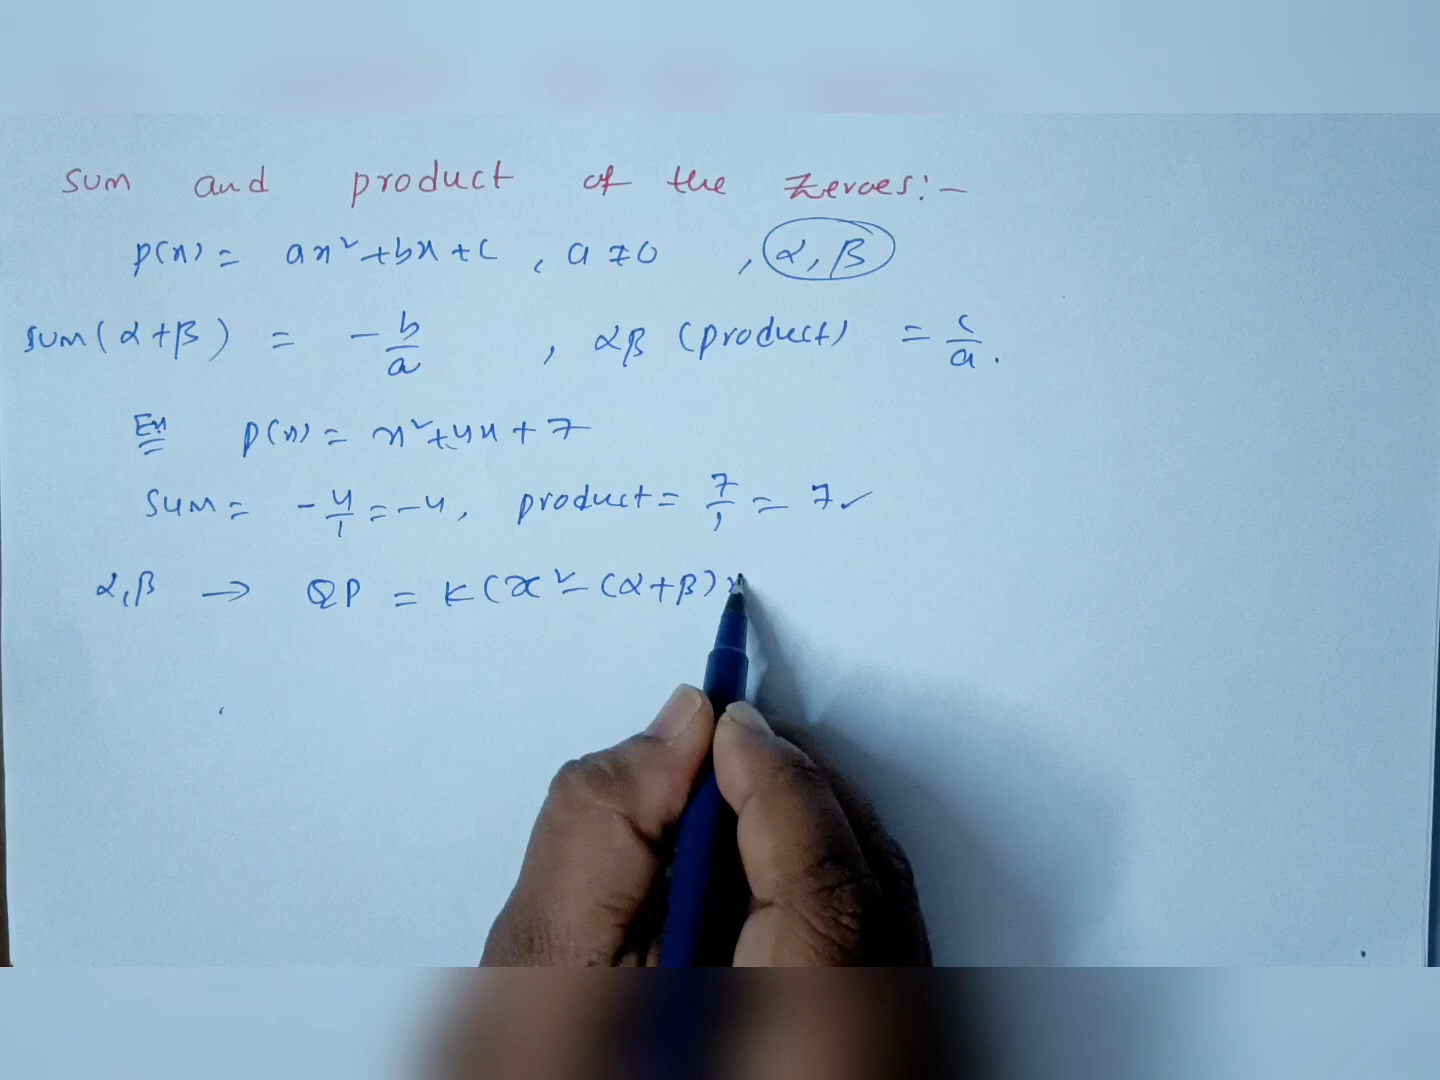 Sum and product of the Zeroes:-
p(x) = ax²+bx+c , a≠0 , α,β
sum(α+β) = -b/a , αβ (product) = c/a.
Ex p(x) = x²+4x+7
Sum = -4/1 = -4, product = 7/1 = 7✓
α,β → QP = K(x²-(α+β)x